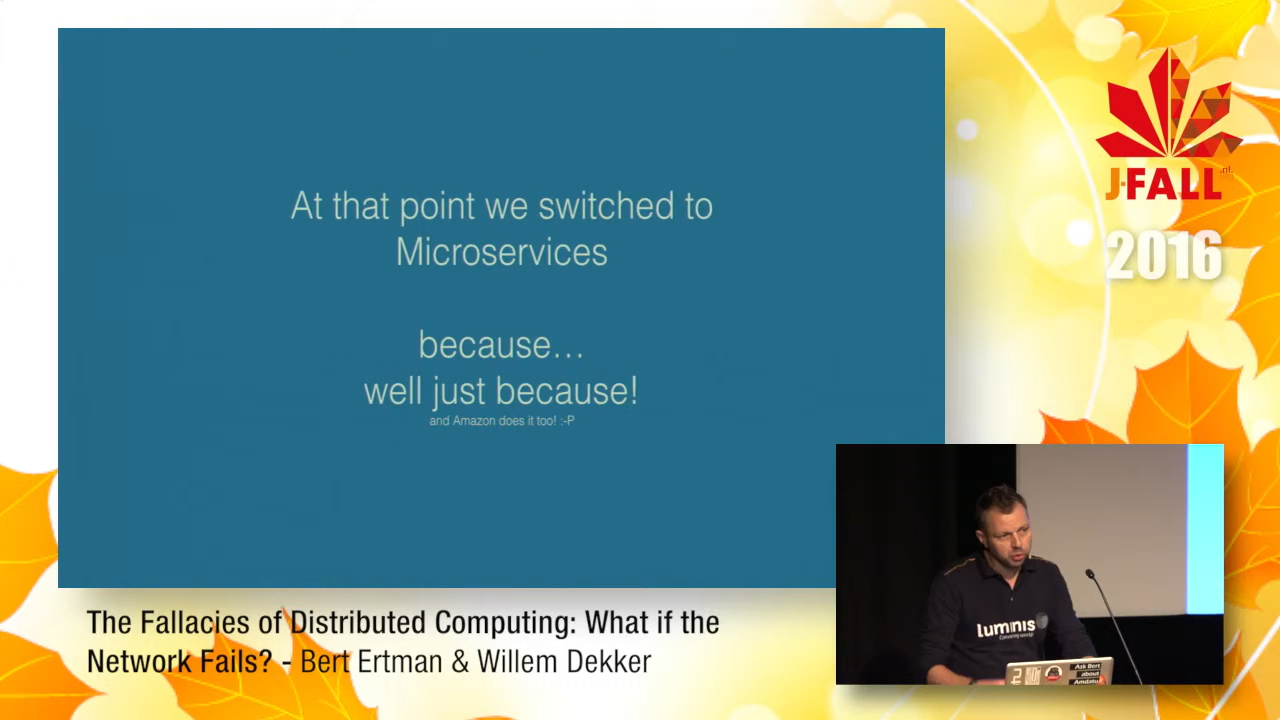 At that point we switched to
Microservices
because...
well just because!
and Amazon does it too! :-P
J-FALL
.nl
2016
The Fallacies of Distributed Computing: What if the
Network Fails? - Bert Ertman & Willem Dekker
luminis
Ask Bert
about
Amdatu